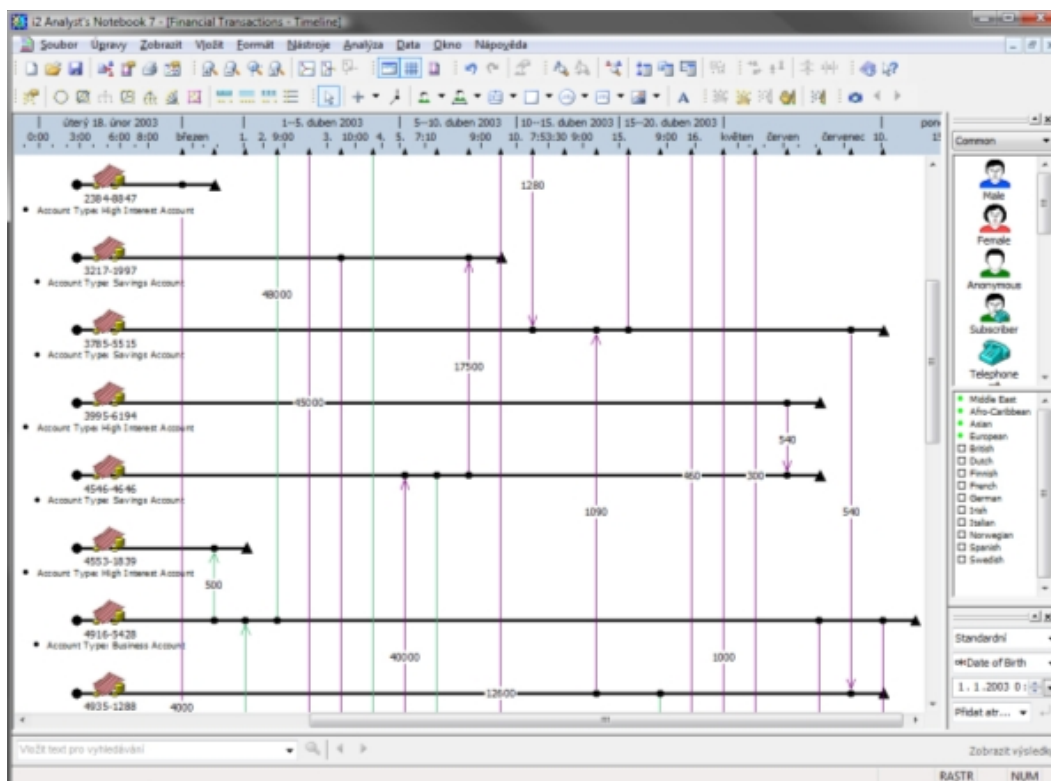 i2 Analyst's Notebook 7 - [Financial Transactions - Timeline]
Soubor Úpravy Zobrazit Vložit Formát Nástroje Analýza Data Okno Nápověda
úterý 18. únor 2003 1--5. duben 2003 5--10. duben 2003 10--15. duben 2003 15--20. duben 2003
0:00 3:00 6:00 8:00 březen 1. 2. 9:00 3. 10:00 4. 5. 7:10 9:00 10. 7:53:30 9:00 15. 9:00 16. květen červen červenec 10. 15
Common
Male
Female
Anonymous
Subscriber
Telephone
2384-8847
Account Type: High Interest Account
1280
3217-1997
Account Type: Savings Account
48000
3785-5515
Account Type: Savings Account
17500
3995-6194
Account Type: High Interest Account
45000
540
4546-4646
Account Type: Savings Account
460
300
1090
540
4553-1839
Account Type: High Interest Account
500
4916-5428
Account Type: Business Account
40000
1000
4935-1288
12600
4000
Middle East
Afro-Caribbean
Asian
European
British
Dutch
Finnish
French
German
Irish
Italian
Norwegian
Spanish
Swedish
Standardní
Date of Birth
1. 1.2003 0:
Přidat atr...
Vložit text pro vyhledávání
Zobrazit výsledk
RASTR NUM